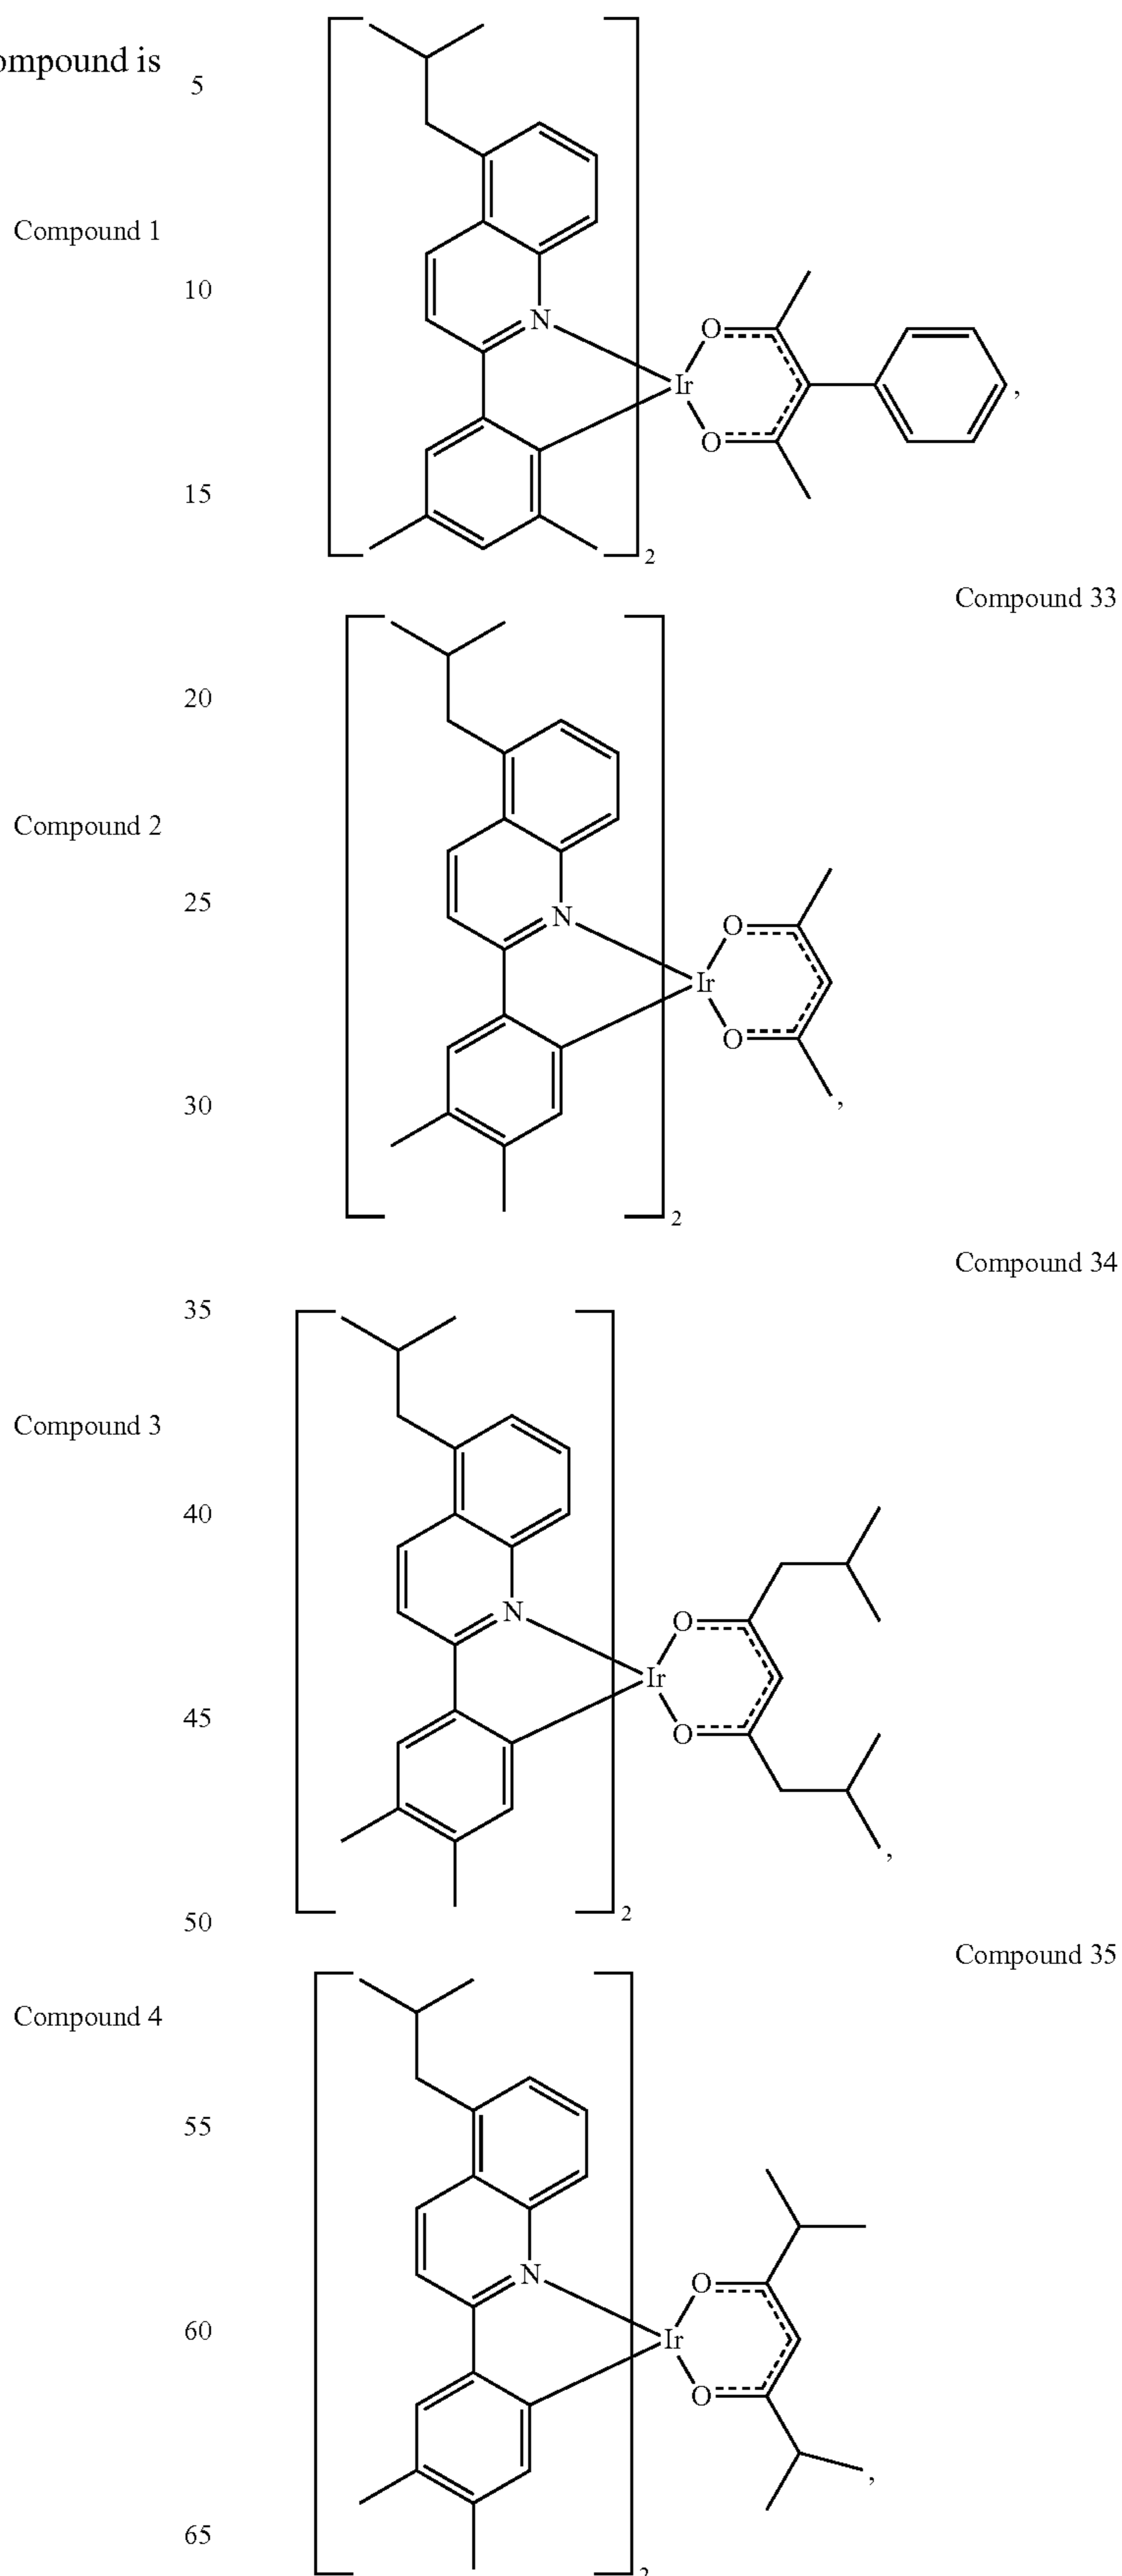 ompound is
5
Compound 1
10
N
O
Ir
,
O
15
2
Compound 33
20
Compound 2
25
N
O
Ir
O
30
,
2
Compound 34
35
Compound 3
40
N
O
Ir
45
O
,
50
2
Compound 35
Compound 4
55
N
O
60
Ir
O
,
65
2